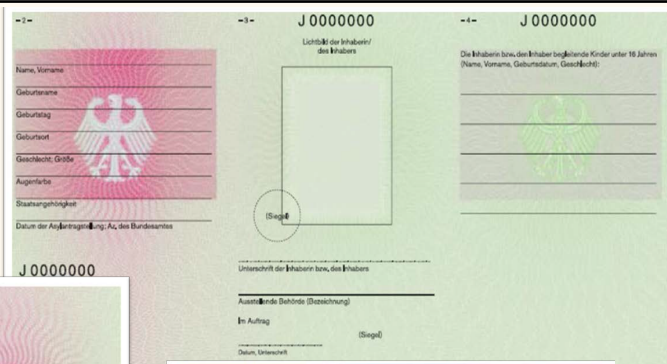 -2-
Name, Vorname
Geburtsname
Geburtstag
Geburtsort
Geschlecht; Größe
Augenfarbe
Staatsangehörigkeit
Datum der Asylantragstellung; Az. des Bundesamtes
J 0000000
-3-
J 0000000
Lichtbild der Inhaberin/
des Inhabers
(Siegel)
Unterschrift der Inhaberin bzw. des Inhabers
Ausstellende Behörde (Bezeichnung)
Im Auftrag
(Siegel)
Datum, Unterschrift
-4-
J 0000000
Die Inhaberin bzw. den Inhaber begleitende Kinder unter 16 Jahren
(Name, Vorname, Geburtsdatum, Geschlecht):